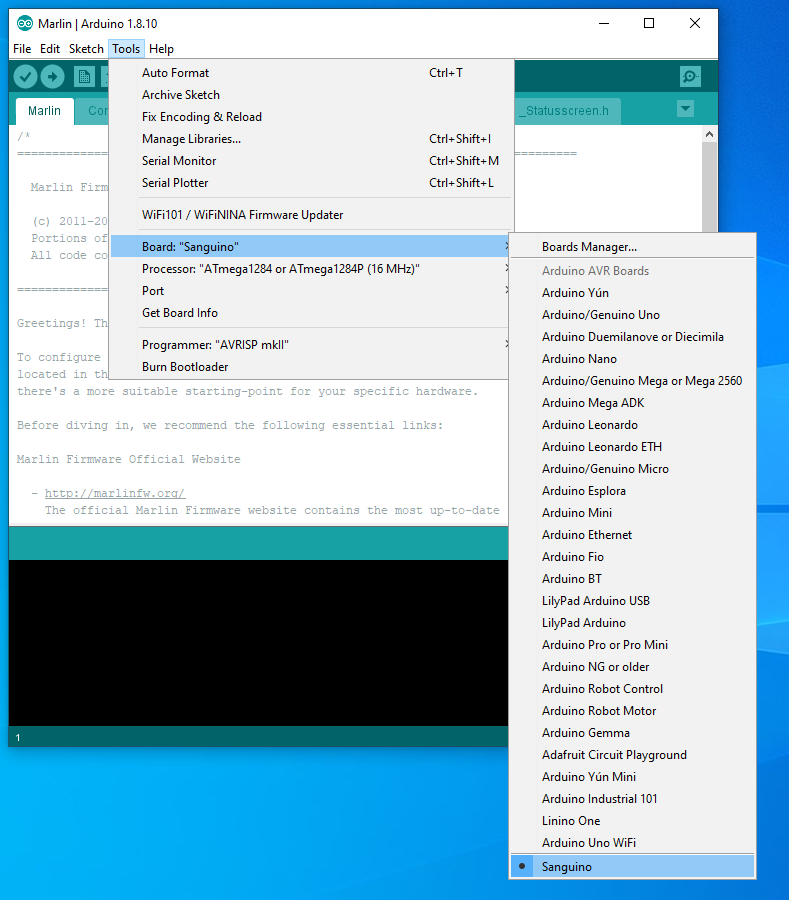 Marlin | Arduino 1.8.10
File Edit Sketch Tools Help
Auto Format Ctrl+T
Archive Sketch
Fix Encoding & Reload
Manage Libraries... Ctrl+Shift+I
Serial Monitor Ctrl+Shift+M
Serial Plotter Ctrl+Shift+L
WiFi101 / WiFiNINA Firmware Updater
Board: "Sanguino"
Processor: "ATmega1284 or ATmega1284P (16 MHz)"
Port
Get Board Info
Programmer: "AVRISP mkII"
Burn Bootloader
Marlin
Con
_Statusscreen.h
/*
Marlin Firm
(c) 2011-20
Portions of
All code co
Greetings! Th
To configure
located in th
there's a more suitable starting-point for your specific hardware.
Before diving in, we recommend the following essential links:
Marlin Firmware Official Website
- http://marlinfw.org/
The official Marlin Firmware website contains the most up-to-date
1
Boards Manager...
Arduino AVR Boards
Arduino Yún
Arduino/Genuino Uno
Arduino Duemilanove or Diecimila
Arduino Nano
Arduino/Genuino Mega or Mega 2560
Arduino Mega ADK
Arduino Leonardo
Arduino Leonardo ETH
Arduino/Genuino Micro
Arduino Esplora
Arduino Mini
Arduino Ethernet
Arduino Fio
Arduino BT
LilyPad Arduino USB
LilyPad Arduino
Arduino Pro or Pro Mini
Arduino NG or older
Arduino Robot Control
Arduino Robot Motor
Arduino Gemma
Adafruit Circuit Playground
Arduino Yún Mini
Arduino Industrial 101
Linino One
Arduino Uno WiFi
Sanguino